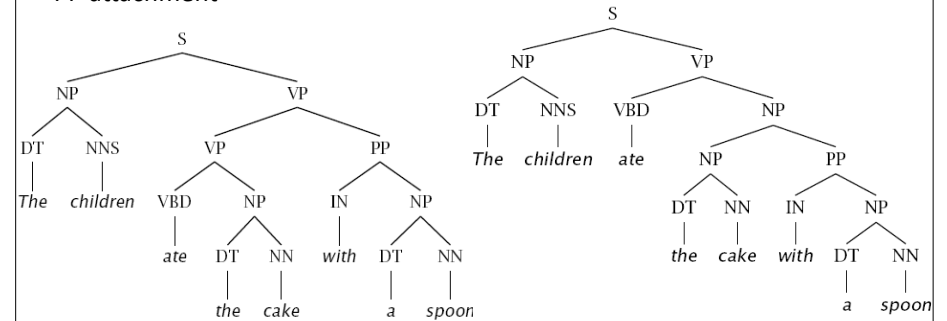 PP attachment
S
NP VP
DT NNS VP PP
The children VBD NP IN NP
ate DT NN with DT NN
the cake a spoon
S
NP VP
DT NNS VBD NP
The children ate NP PP
DT NN IN NP
the cake with DT NN
a spoon